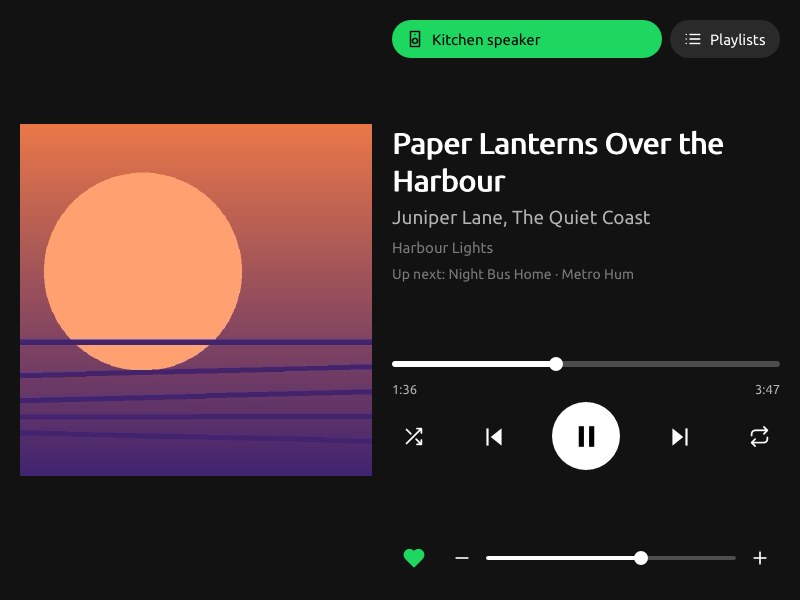 Kitchen speaker
Playlists
Paper Lanterns Over the
Harbour
Juniper Lane, The Quiet Coast
Harbour Lights
Up next: Night Bus Home · Metro Hum
1:36
3:47